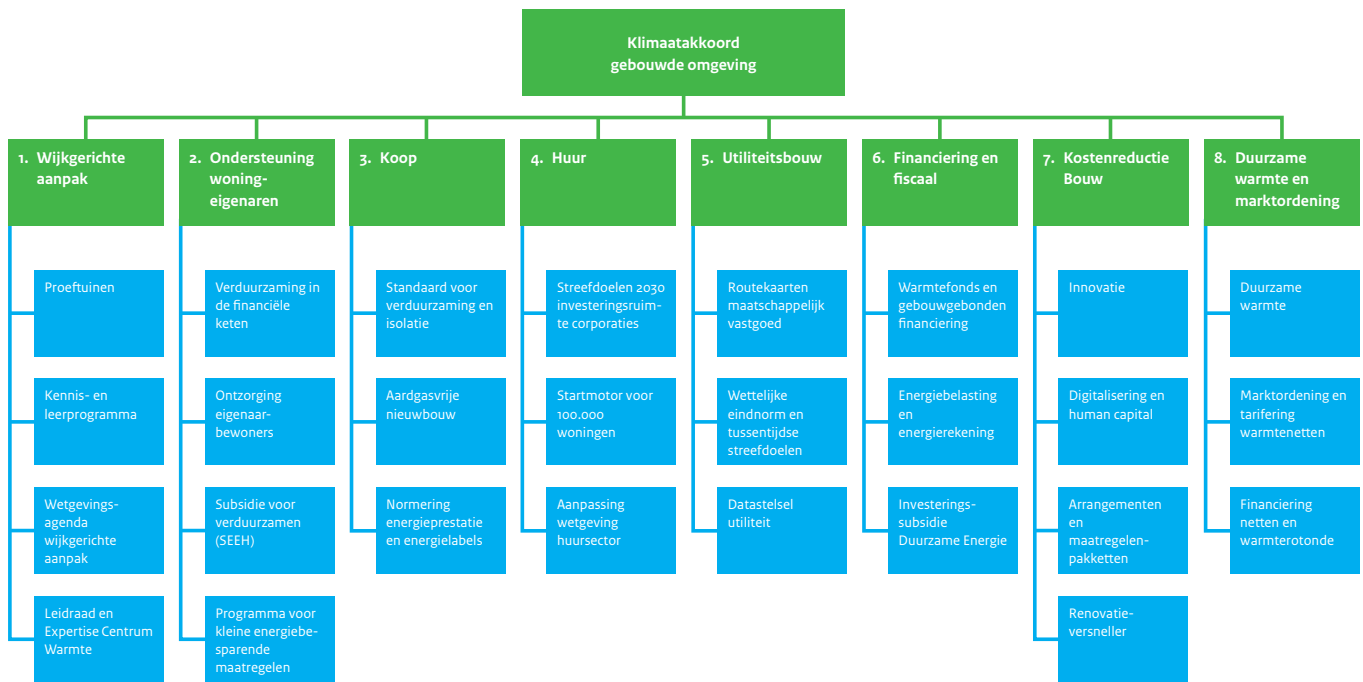 Klimaatakkoord
gebouwde omgeving
1. Wijkgerichte
aanpak
Proeftuinen
Kennis- en
leerprogramma
Wetgevings-
agenda
wijkgerichte
aanpak
Leidraad en
Expertise Centrum
Warmte
2. Ondersteuning
woning-
eigenaren
Verduurzaming in
de financiële
keten
Ontzorging
eigenaar-
bewoners
Subsidie voor
verduurzamen
(SEEH)
Programma voor
kleine energiebe-
sparende
maatregelen
3. Koop
Standaard voor
verduurzaming en
isolatie
Aardgasvrije
nieuwbouw
Normering
energieprestatie
en energielabels
4. Huur
Streefdoelen 2030
investeringsruim-
te corporaties
Startmotor voor
100.000
woningen
Aanpassing
wetgeving
huursector
5. Utiliteitsbouw
Routekaarten
maatschappelijk
vastgoed
Wettelijke
eindnorm en
tussentijdse
streefdoelen
Datastelsel
utiliteit
6. Financiering en
fiscaal
Warmtefonds en
gebouwgebonden
financiering
Energiebelasting
en
energierekening
Investerings-
subsidie
Duurzame Energie
7. Kostenreductie
Bouw
Innovatie
Digitalisering en
human capital
Arrangementen
en
maatregelen-
pakketten
Renovatie-
versneller
8. Duurzame
warmte en
marktordening
Duurzame
warmte
Marktordening en
tarifering
warmtenetten
Financiering
netten en
warmterotonde